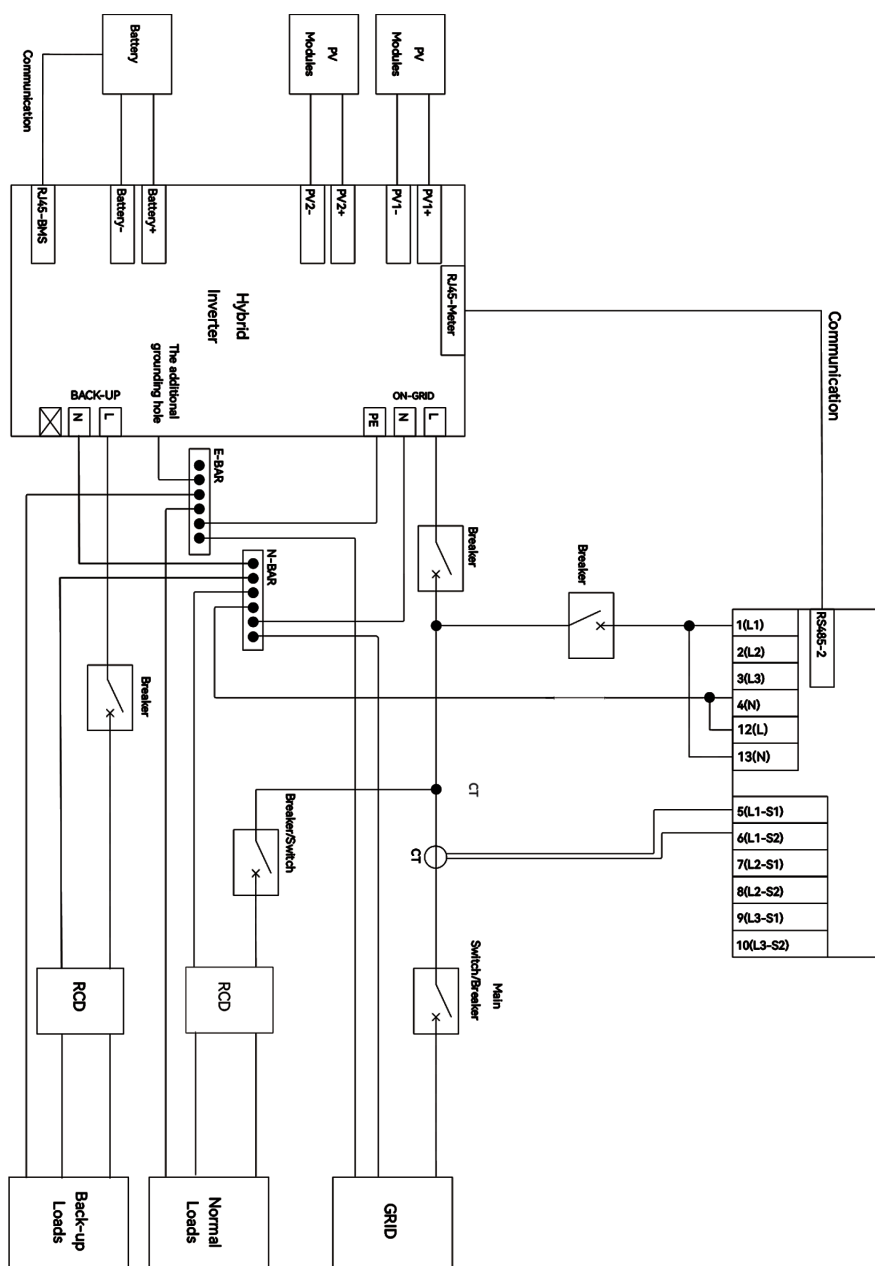 Battery
PV
Modules
PV
Modules
Communication
RJ45-BMS
Battery-
Battery+
PV2-
PV2+
PV1-
PV1+
RJ45-Meter
Hybrid
Inverter
The additional
grounding hole
BACK-UP
N
L
ON-GRID
PE
N
L
Communication
E-BAR
N-BAR
Breaker
Breaker
RS485-2
1(L1)
2(L2)
3(L3)
4(N)
12(L)
13(N)
5(L1-S1)
6(L1-S2)
7(L2-S1)
8(L2-S2)
9(L3-S1)
10(L3-S2)
Breaker
CT
Breaker/Switch
CT
Main
Switch/Breaker
RCD
RCD
Back-up
Loads
Normal
Loads
GRID